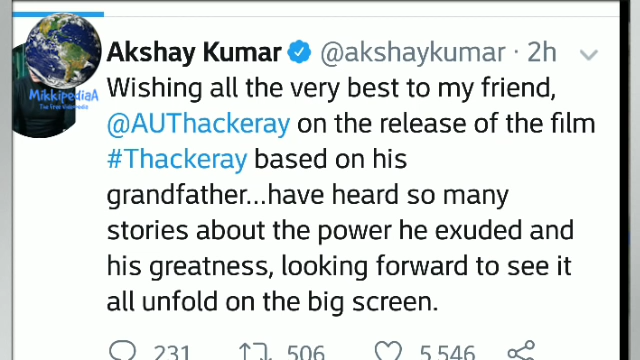 Akshay Kumar @akshaykumar · 2h
MikkipediaA
Wishing all the very best to my friend,
@AUThackeray on the release of the film
#Thackeray based on his
grandfather...have heard so many
stories about the power he exuded and
his greatness, looking forward to see it
all unfold on the big screen.
231 506 5,546